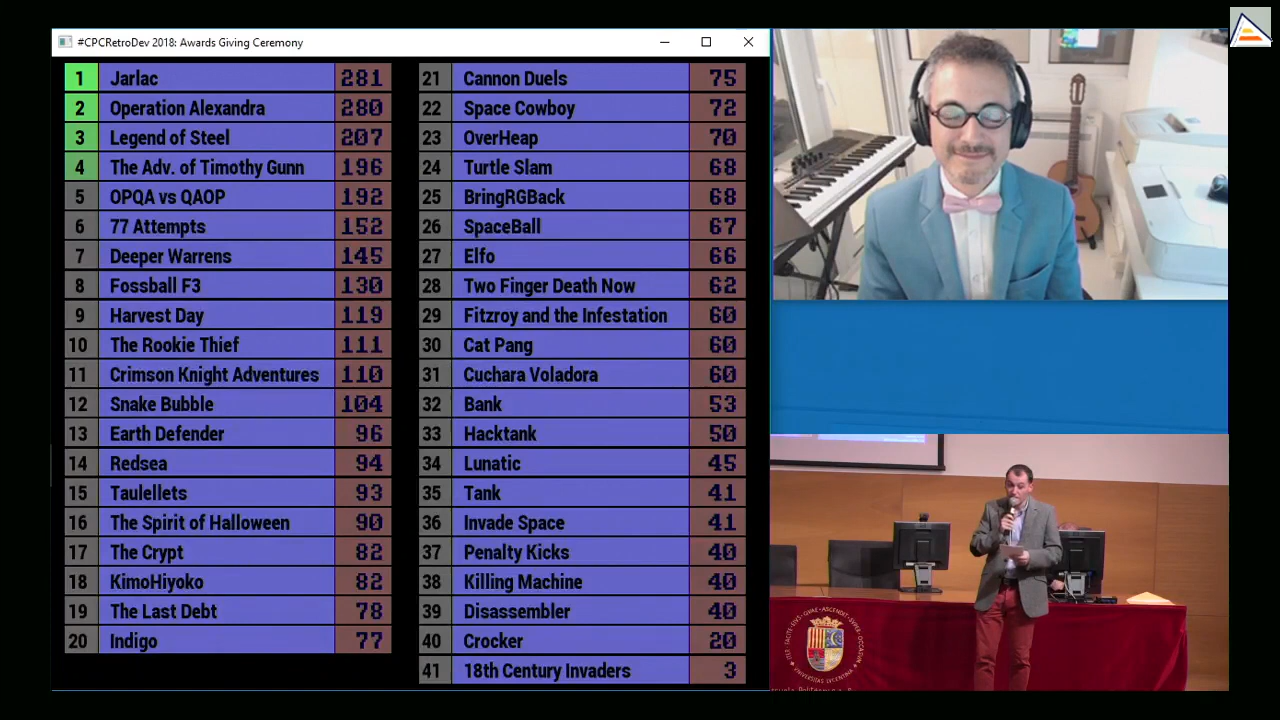 #CPCRetroDev 2018: Awards Giving Ceremony
1 Jarlac 281
2 Operation Alexandra 280
3 Legend of Steel 207
4 The Adv. of Timothy Gunn 196
5 OPQA vs QAOP 192
6 77 Attempts 152
7 Deeper Warrens 145
8 Fossball F3 130
9 Harvest Day 119
10 The Rookie Thief 111
11 Crimson Knight Adventures 110
12 Snake Bubble 104
13 Earth Defender 96
14 Redsea 94
15 Taulellets 93
16 The Spirit of Halloween 90
17 The Crypt 82
18 KimoHiyoko 82
19 The Last Debt 78
20 Indigo 77
21 Cannon Duels 75
22 Space Cowboy 72
23 OverHeap 70
24 Turtle Slam 68
25 BringRGBack 68
26 SpaceBall 67
27 Elfo 66
28 Two Finger Death Now 62
29 Fitzroy and the Infestation 60
30 Cat Pang 60
31 Cuchara Voladora 60
32 Bank 53
33 Hacktank 50
34 Lunatic 45
35 Tank 41
36 Invade Space 41
37 Penalty Kicks 40
38 Killing Machine 40
39 Disassembler 40
40 Crocker 20
41 18th Century Invaders 3
UNIVERSITAS LVCENTINA